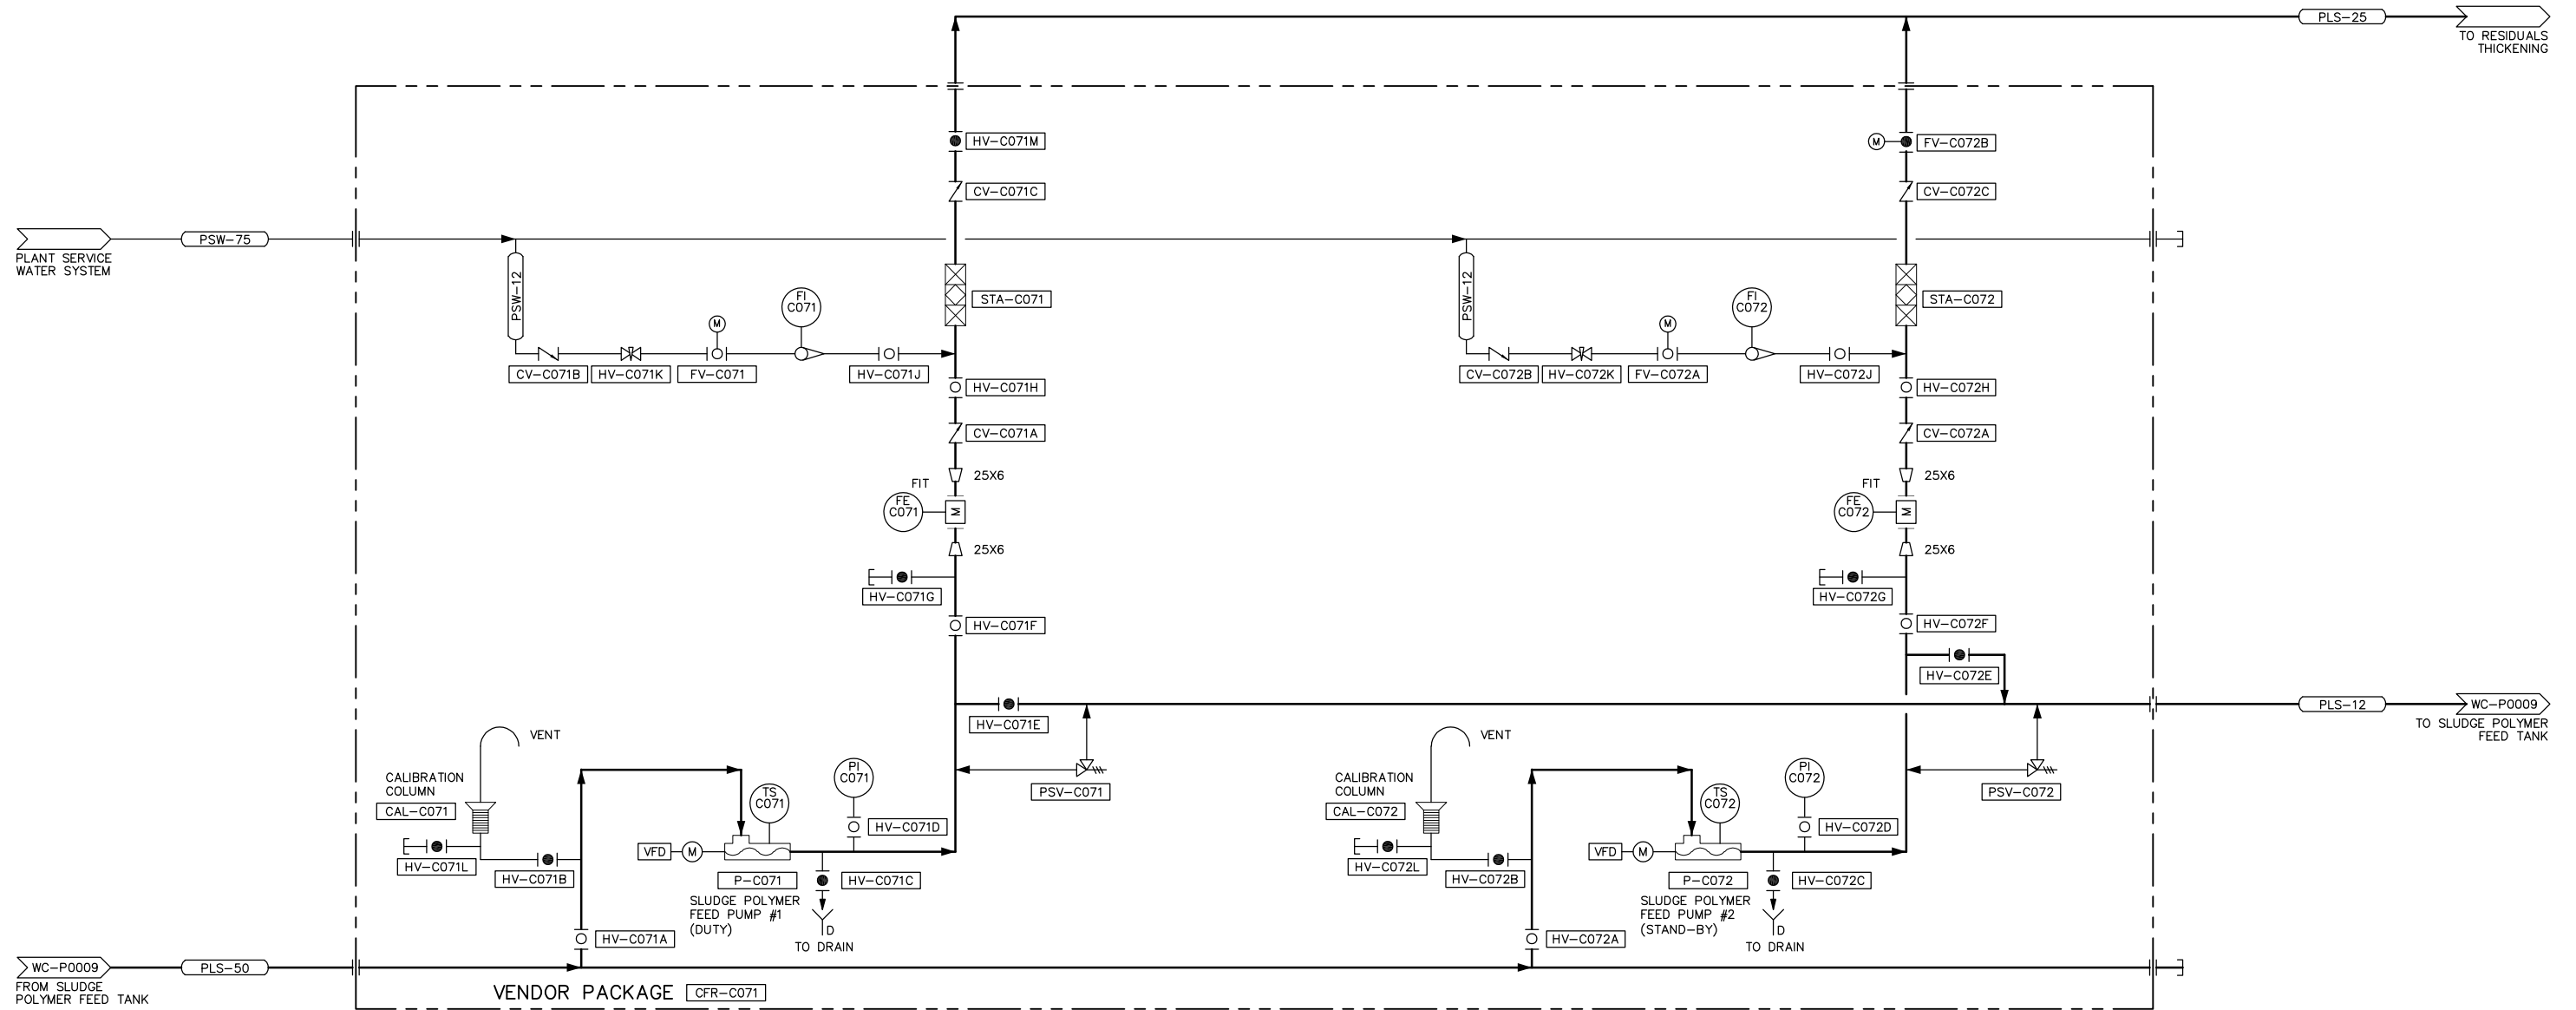 PLS-25
TO RESIDUALS
THICKENING
HV-C071M
M
FV-C072B
CV-C071C
CV-C072C
PSW-75
PLANT SERVICE
WATER SYSTEM
PSW-12
FI
C071
M
STA-C071
CV-C071B
HV-C071K
FV-C071
HV-C071J
PSW-12
FI
C072
M
STA-C072
CV-C072B
HV-C072K
FV-C072A
HV-C072J
HV-C071H
HV-C072H
CV-C071A
CV-C072A
25X6
25X6
FIT
FE
C071
M
FIT
FE
C072
M
25X6
25X6
HV-C071G
HV-C072G
HV-C071F
HV-C072F
HV-C072E
HV-C071E
PLS-12
WC-P0009
TO SLUDGE POLYMER
FEED TANK
VENT
VENT
CALIBRATION
COLUMN
CAL-C071
TS
C071
PI
C071
PSV-C071
CALIBRATION
COLUMN
CAL-C072
TS
C072
PI
C072
PSV-C072
HV-C071D
HV-C072D
HV-C071L
HV-C071B
VFD
M
P-C071
HV-C071C
SLUDGE POLYMER
FEED PUMP #1
(DUTY)
D
TO DRAIN
HV-C072L
HV-C072B
VFD
M
P-C072
HV-C072C
SLUDGE POLYMER
FEED PUMP #2
(STAND-BY)
D
TO DRAIN
HV-C071A
HV-C072A
WC-P0009
PLS-50
FROM SLUDGE
POLYMER FEED TANK
VENDOR PACKAGE
CFR-C071